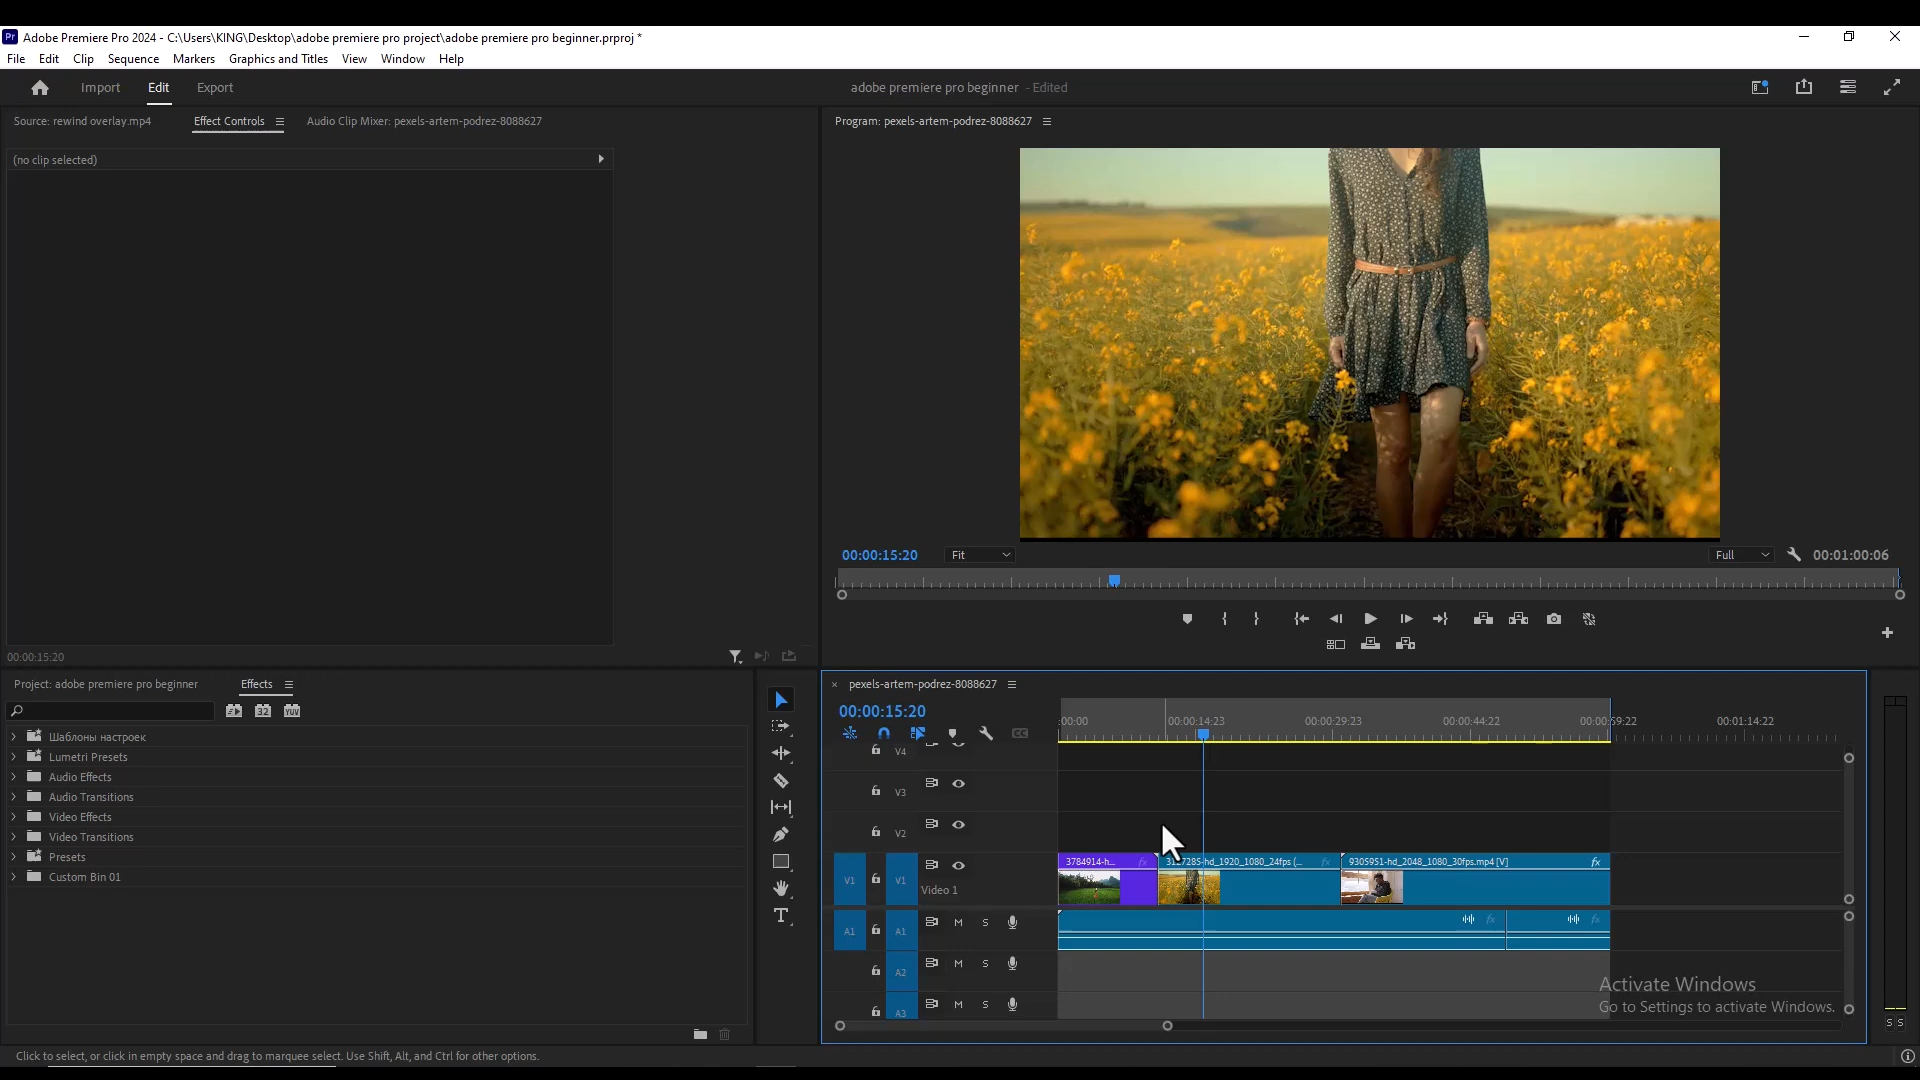 Adobe Premiere Pro 2024 - C:\Users\KING\Desktop\adobe premiere pro project\adobe premiere pro beginner.prproj *
File Edit Clip Sequence Markers Graphics and Titles View Window Help
Import Edit Export
adobe premiere pro beginner - Edited
Source: rewind overlay.mp4 Effect Controls Audio Clip Mixer: pexels-artem-podrez-8088627
Program: pexels-artem-podrez-8088627
(no clip selected)
00:00:15:20 Fit Full 00:01:00:06
00:00:15:20
Project: adobe premiere pro beginner Effects
32 YUV
Шаблоны настроек
Lumetri Presets
Audio Effects
Audio Transitions
Video Effects
Video Transitions
Presets
Custom Bin 01
pexels-artem-podrez-8088627
00:00:15:20
:00:00 00:00:14:23 00:00:29:23 00:00:44:22 00:00:59:22 00:01:14:22
V4
V3
V2
3784914-h... fx 3127285-hd_1920_1080_24fps (... fx 9305951-hd_2048_1080_30fps.mp4 [V] fx
V1 V1 Video 1
A1 A1 M S fx fx
A2 M S
A3 M S
Activate Windows
Go to Settings to activate Windows.
S S
Click to select, or click in empty space and drag to marquee select. Use Shift, Alt, and Ctrl for other options.